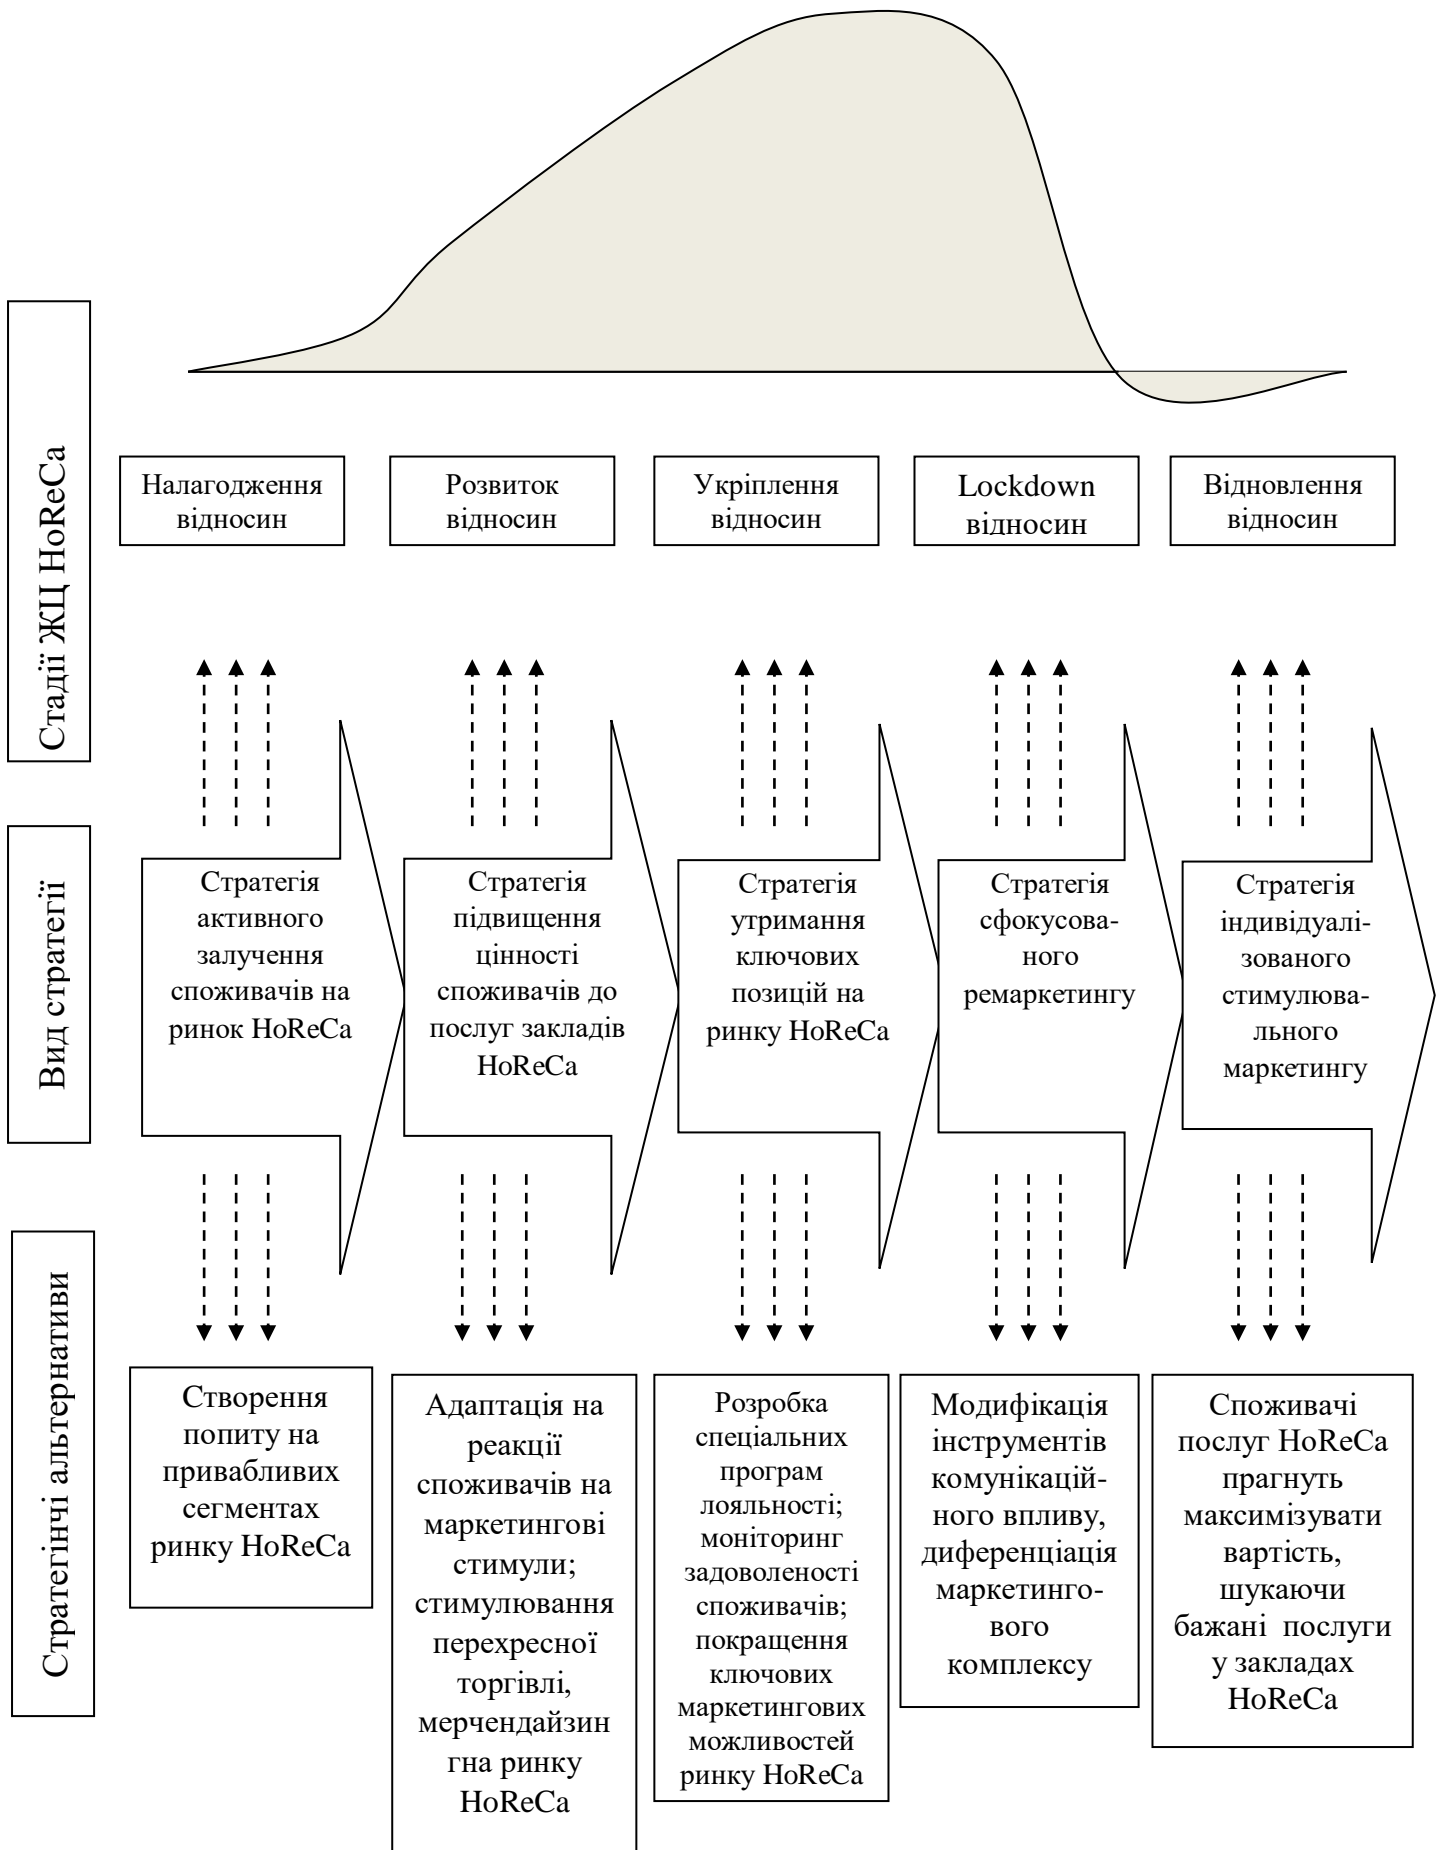 Стадії ЖЦ HoReCa
Налагодження
відносин
Розвиток
відносин
Укріплення
відносин
Lockdown
відносин
Відновлення
відносин
Вид стратегії
Стратегія
активного
залучення
споживачів на
ринок HoReCa
Стратегія
підвищення
цінності
споживачів до
послуг закладів
HoReCa
Стратегія
утримання
ключових
позицій на
ринку HoReCa
Стратегія
сфокусова-
ного
ремаркетингу
Стратегія
індивідуалі-
зованого
стимулюва-
льного
маркетингу
Стратегінчі альтернативи
Створення
попиту на
привабливих
сегментах
ринку HoReCa
Адаптація на
реакції
споживачів на
маркетингові
стимули;
стимулювання
перехресної
торгівлі,
мерчендайзин
гна ринку
HoReCa
Розробка
спеціальних
програм
лояльності;
моніторинг
задоволеності
споживачів;
покращення
ключових
маркетингових
можливостей
ринку HoReCa
Модифікація
інструментів
комунікацій-
ного впливу,
диференціація
маркетинго-
вого
комплексу
Споживачі
послуг HoReCa
прагнуть
максимізувати
вартість,
шукаючи
бажані  послуги
у закладах
HoReCa